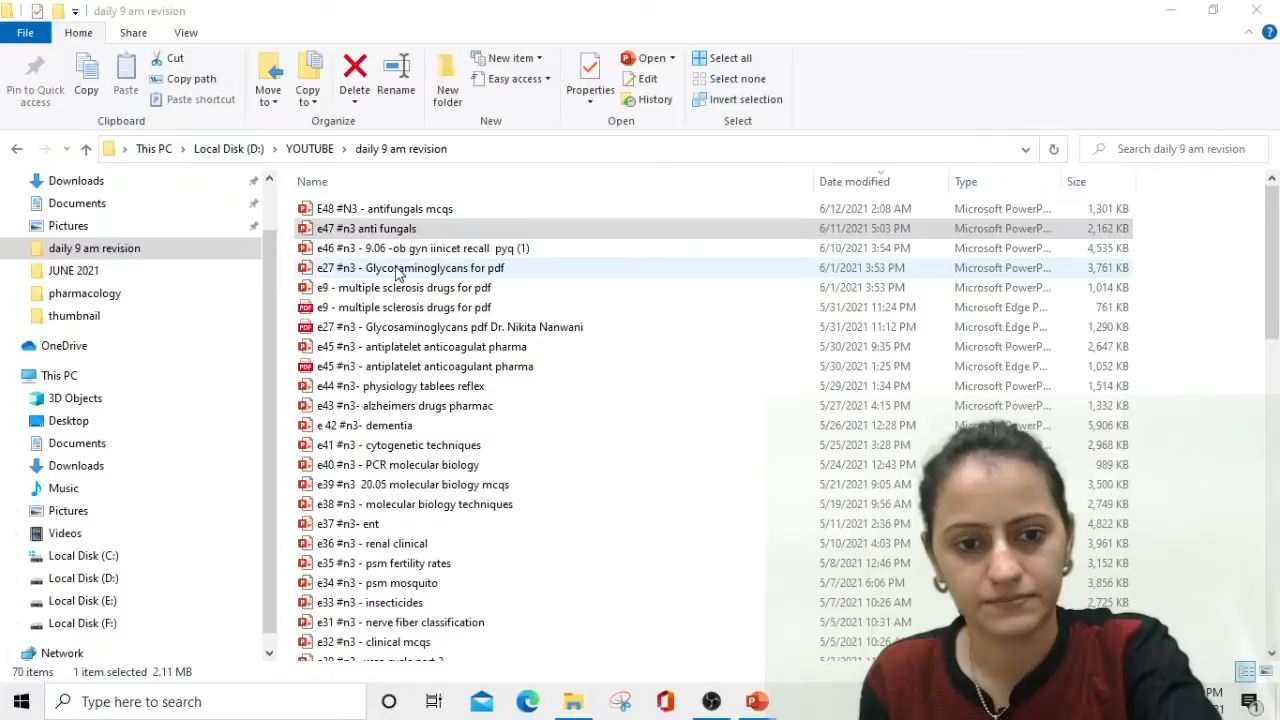 daily 9 am revision
File Home Share View
Pin to Quick access
Copy
Paste
Cut
Copy path
Paste shortcut
Clipboard
Move to
Copy to
Delete
Rename
Organize
New folder
New item
Easy access
New
Properties
Open
Edit
History
Open
Select all
Select none
Invert selection
Select
This PC > Local Disk (D:) > YOUTUBE > daily 9 am revision
Search daily 9 am revision
Downloads
Documents
Pictures
daily 9 am revision
JUNE 2021
pharmacology
thumbnail
OneDrive
This PC
3D Objects
Desktop
Documents
Downloads
Music
Pictures
Videos
Local Disk (C:)
Local Disk (D:)
Local Disk (E:)
Local Disk (F:)
Network
Name Date modified Type Size
E48 #N3 - antifungals mcqs 6/12/2021 2:08 AM Microsoft PowerP... 1,301 KB
e47 #n3 anti fungals 6/11/2021 5:03 PM Microsoft PowerP... 2,162 KB
e46 #n3 - 9.06 -ob gyn iinicet recall pyq (1) 6/10/2021 3:54 PM Microsoft PowerP... 4,535 KB
e27 #n3 - Glycosaminoglycans for pdf 6/1/2021 3:53 PM Microsoft PowerP... 3,761 KB
e9 - multiple sclerosis drugs for pdf 6/1/2021 3:53 PM Microsoft PowerP... 1,014 KB
e9 - multiple sclerosis drugs for pdf 5/31/2021 11:24 PM Microsoft Edge P... 761 KB
e27 #n3 - Glycosaminoglycans pdf Dr. Nikita Nanwani 5/31/2021 11:12 PM Microsoft Edge P... 1,290 KB
e45 #n3 - antiplatelet anticoagulat pharma 5/30/2021 9:35 PM Microsoft PowerP... 2,647 KB
e45 #n3 - antiplatelet anticoagulant pharma 5/30/2021 1:25 PM Microsoft Edge P... 1,052 KB
e44 #n3- physiology tablees reflex 5/29/2021 1:34 PM Microsoft PowerP... 1,514 KB
e43 #n3- alzheimers drugs pharmac 5/27/2021 4:15 PM Microsoft PowerP... 1,332 KB
e 42 #n3- dementia 5/26/2021 12:28 PM Microsoft PowerP... 5,906 KB
e41 #n3 - cytogenetic techniques 5/25/2021 3:28 PM 2,968 KB
e40 #n3 - PCR molecular biology 5/24/2021 12:43 PM 989 KB
e39 #n3 20.05 molecular biology mcqs 5/21/2021 9:05 AM 3,500 KB
e38 #n3 - molecular biology techniques 5/19/2021 9:56 AM 2,749 KB
e37 #n3- ent 5/11/2021 2:36 PM 4,822 KB
e36 #n3 - renal clinical 5/10/2021 4:03 PM 3,961 KB
e35 #n3 - psm fertility rates 5/8/2021 12:46 PM 3,152 KB
e34 #n3 - psm mosquito 5/7/2021 6:06 PM 3,856 KB
e33 #n3 - insecticides 5/7/2021 10:26 AM 2,725 KB
e31 #n3 - nerve fiber classification 5/5/2021 10:31 AM
e32 #n3 - clinical mcqs 5/5/2021 10:26
70 items 1 item selected 2.11 MB
Type here to search
PM